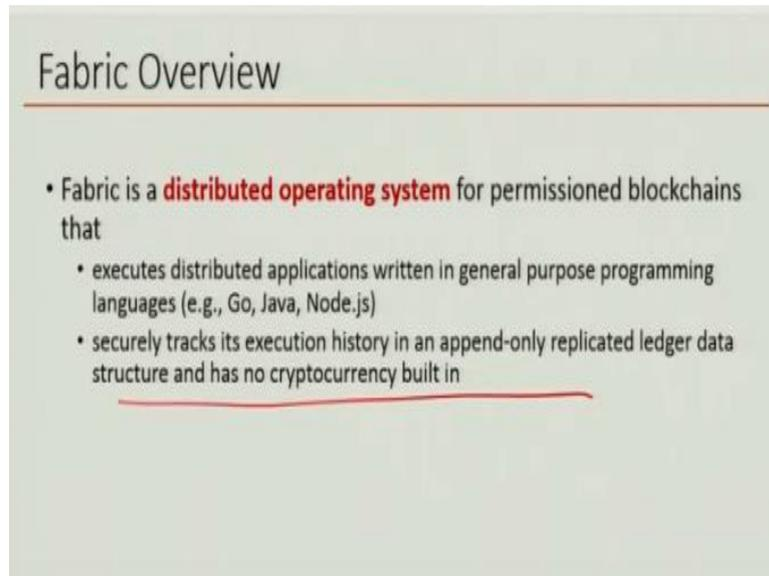 Fabric Overview
• Fabric is a distributed operating system for permissioned blockchains
that
• executes distributed applications written in general purpose programming
languages (e.g., Go, Java, Node.js)
• securely tracks its execution history in an append-only replicated ledger data
structure and has no cryptocurrency built in